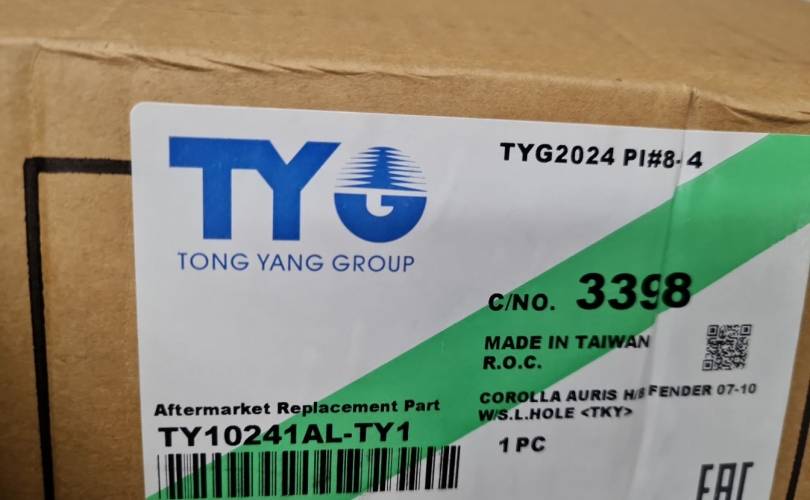 TYG
TONG YANG GROUP
TYG2024 PI#8-4
C/NO. 3398
MADE IN TAIWAN
R.O.C.
COROLLA AURIS H/B FENDER 07-10
W/S.L.HOLE <TKY>
1 PC
Aftermarket Replacement Part
TY10241AL-TY1
EAC